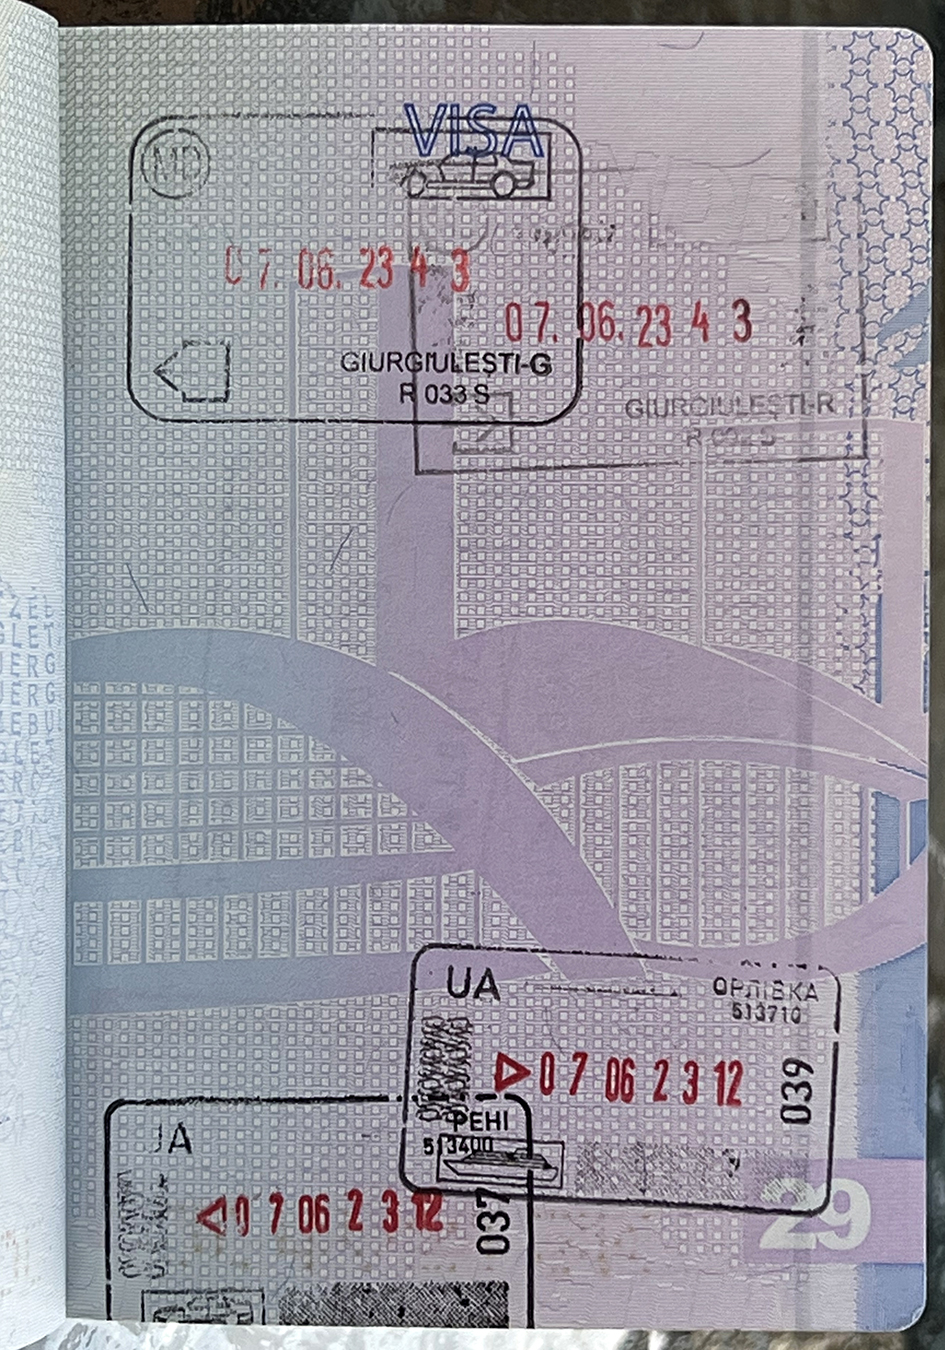 VISA
MD
07. 06. 23 4 3
07. 06. 23 4 3
GIURGIULEȘTI-G
R 033 S
GIURGIULEȘTI-R
UA
ОРЛІВКА
513710
07 06 23 12
039
UA
РЕНІ
513400
07 06 23 12
037
29